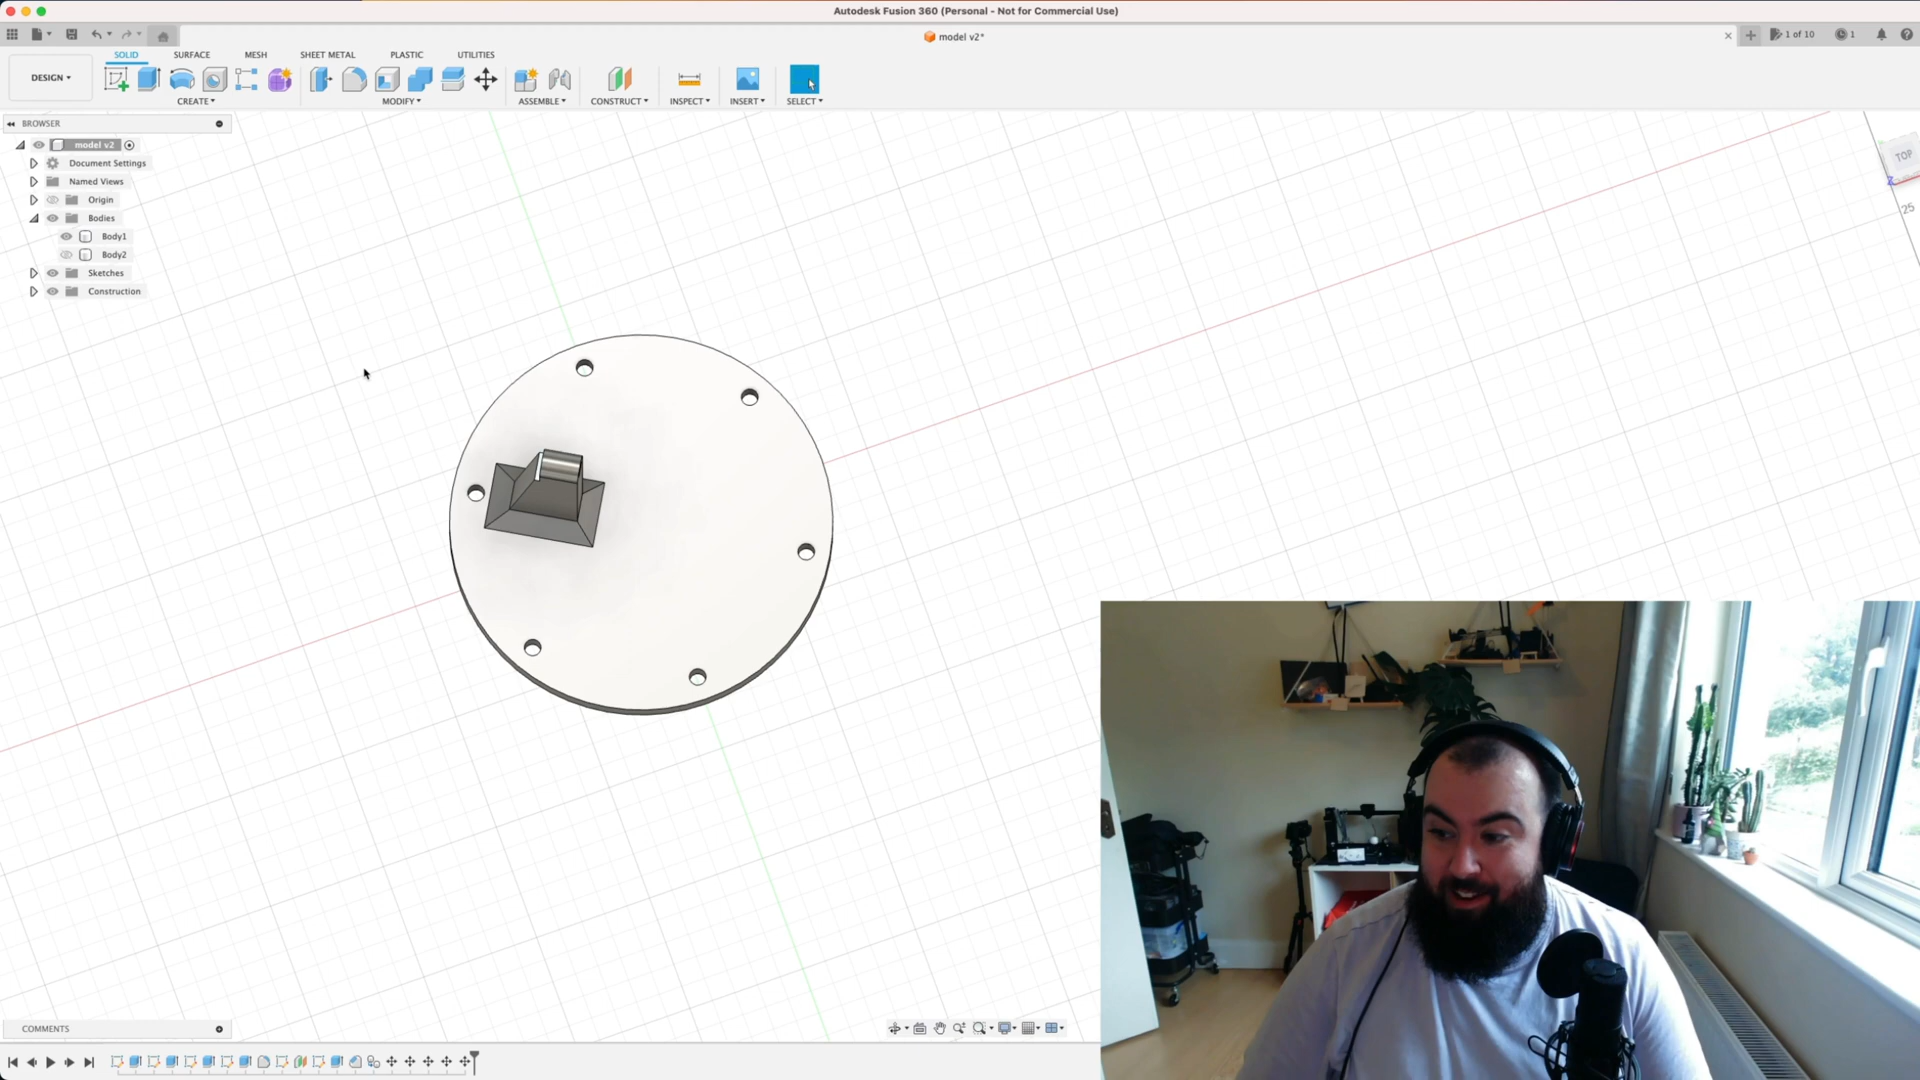 Autodesk Fusion 360 (Personal - Not for Commercial Use)
model v2*
1 of 10
1
DESIGN
SOLID
SURFACE
MESH
SHEET METAL
PLASTIC
UTILITIES
CREATE
MODIFY
ASSEMBLE
CONSTRUCT
INSPECT
INSERT
SELECT
BROWSER
model v2
Document Settings
Named Views
Origin
Bodies
Body1
Body2
Sketches
Construction
TOP
Z
25
COMMENTS